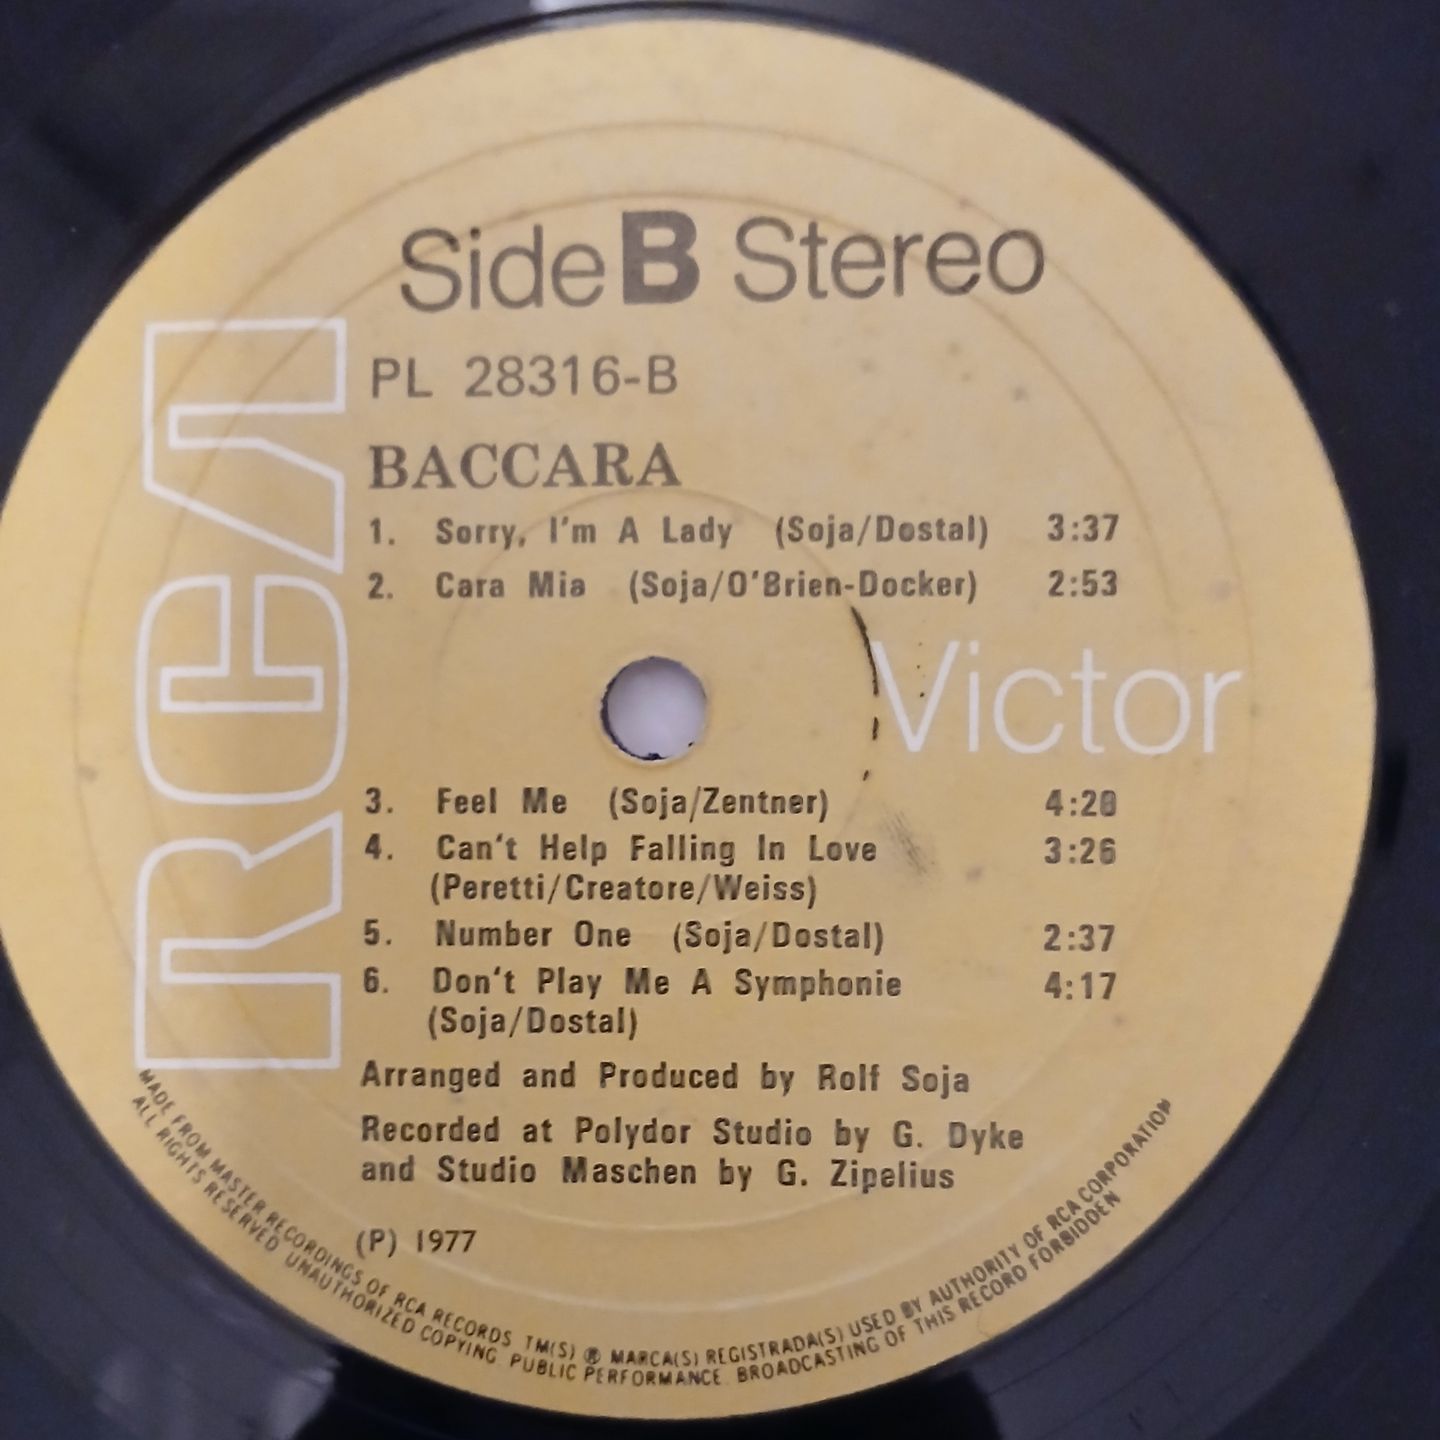 Side B Stereo
PL 28316-B
BACCARA
1. Sorry, I'm A Lady (Soja/Dostal) 3:37
2. Cara Mia (Soja/O'Brien-Docker) 2:53
RCA
Victor
3. Feel Me (Soja/Zentner) 4:20
4. Can't Help Falling In Love 3:26
(Peretti/Creatore/Weiss)
5. Number One (Soja/Dostal) 2:37
6. Don't Play Me A Symphonie 4:17
(Soja/Dostal)
Arranged and Produced by Rolf Soja
Recorded at Polydor Studio by G. Dyke
and Studio Maschen by G. Zipelius
(P) 1977
MADE FROM MASTER RECORDINGS OF RCA RECORDS TM(S) ® MARCA(S) REGISTRADA(S) USED BY AUTHORITY OF RCA CORPORATION
ALL RIGHTS RESERVED UNAUTHORIZED COPYING. PUBLIC PERFORMANCE. BROADCASTING OF THIS RECORD FORBIDDEN